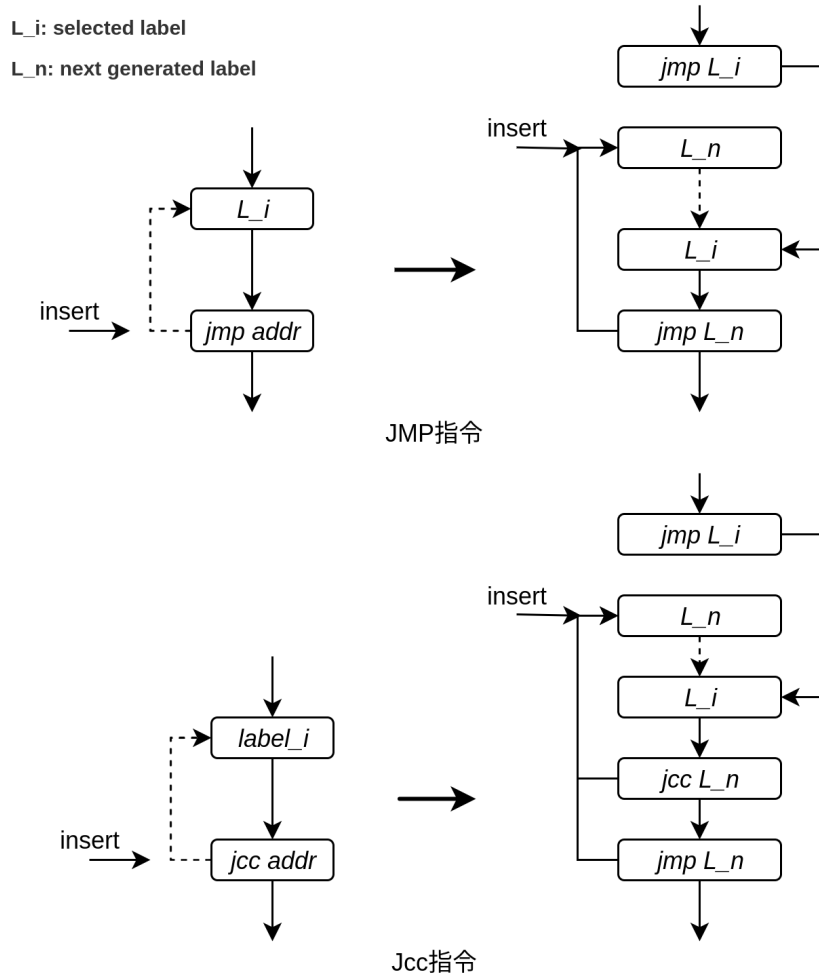 L_i: selected label
L_n: next generated label
jmp L_i
insert
L_n
L_i
L_i
insert
jmp addr
jmp L_n
JMP指令
jmp L_i
insert
L_n
L_i
label_i
jcc L_n
insert
jcc addr
jmp L_n
Jcc指令